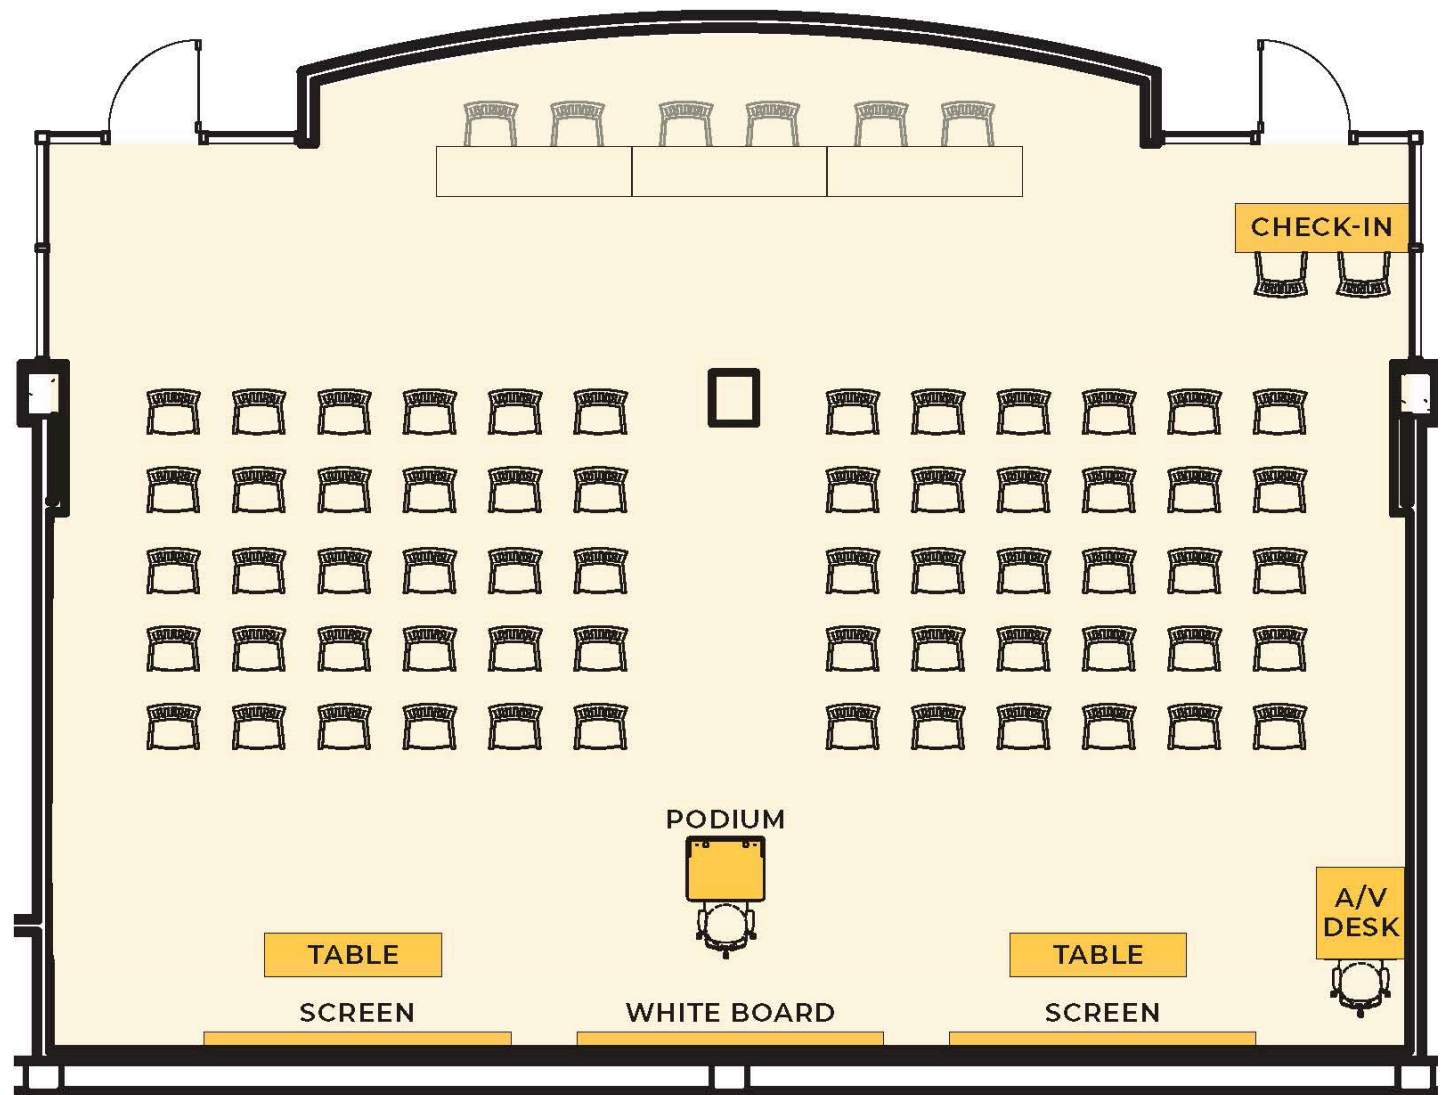 CHECK-IN
PODIUM
A/V
DESK
TABLE
TABLE
SCREEN
WHITE BOARD
SCREEN